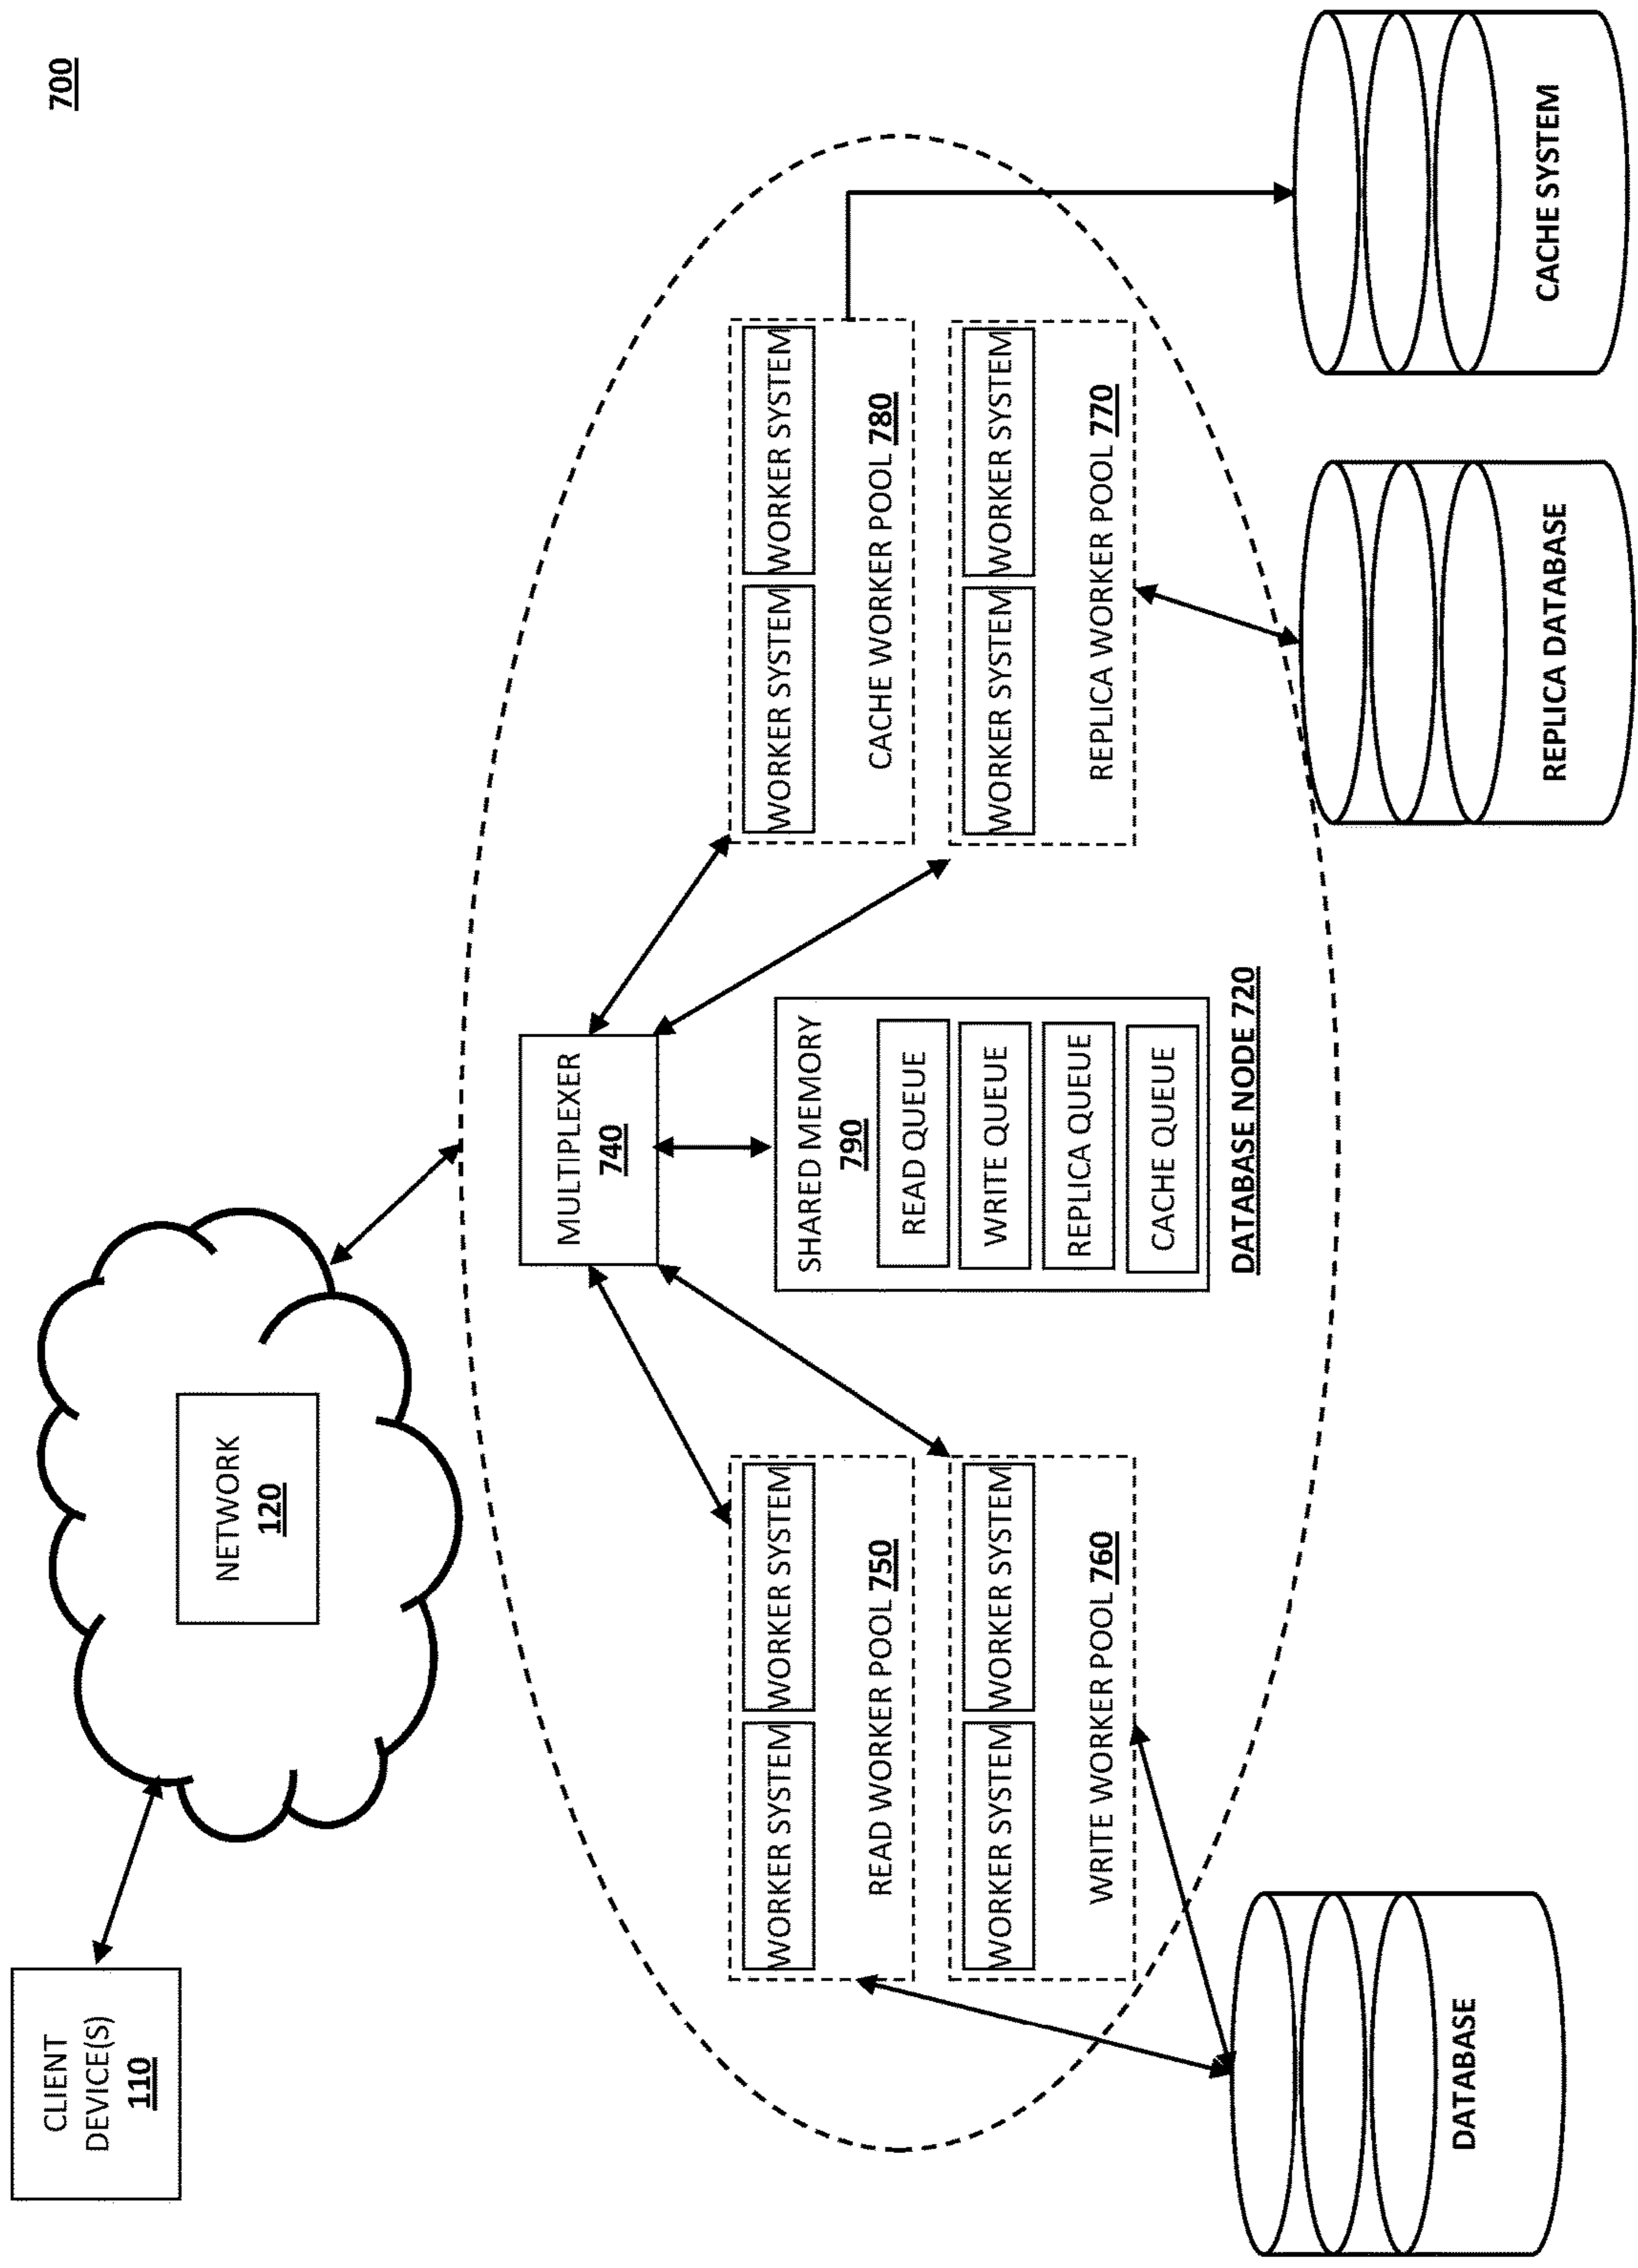 700
CLIENT
DEVICE(S)
110
NETWORK
120
MULTIPLEXER
740
WORKER SYSTEM
WORKER SYSTEM
READ WORKER POOL 750
WORKER SYSTEM
WORKER SYSTEM
WRITE WORKER POOL 760
SHARED MEMORY
790
READ QUEUE
WRITE QUEUE
REPLICA QUEUE
CACHE QUEUE
DATABASE NODE 720
WORKER SYSTEM
WORKER SYSTEM
CACHE WORKER POOL 780
WORKER SYSTEM
WORKER SYSTEM
REPLICA WORKER POOL 770
DATABASE
REPLICA DATABASE
CACHE SYSTEM